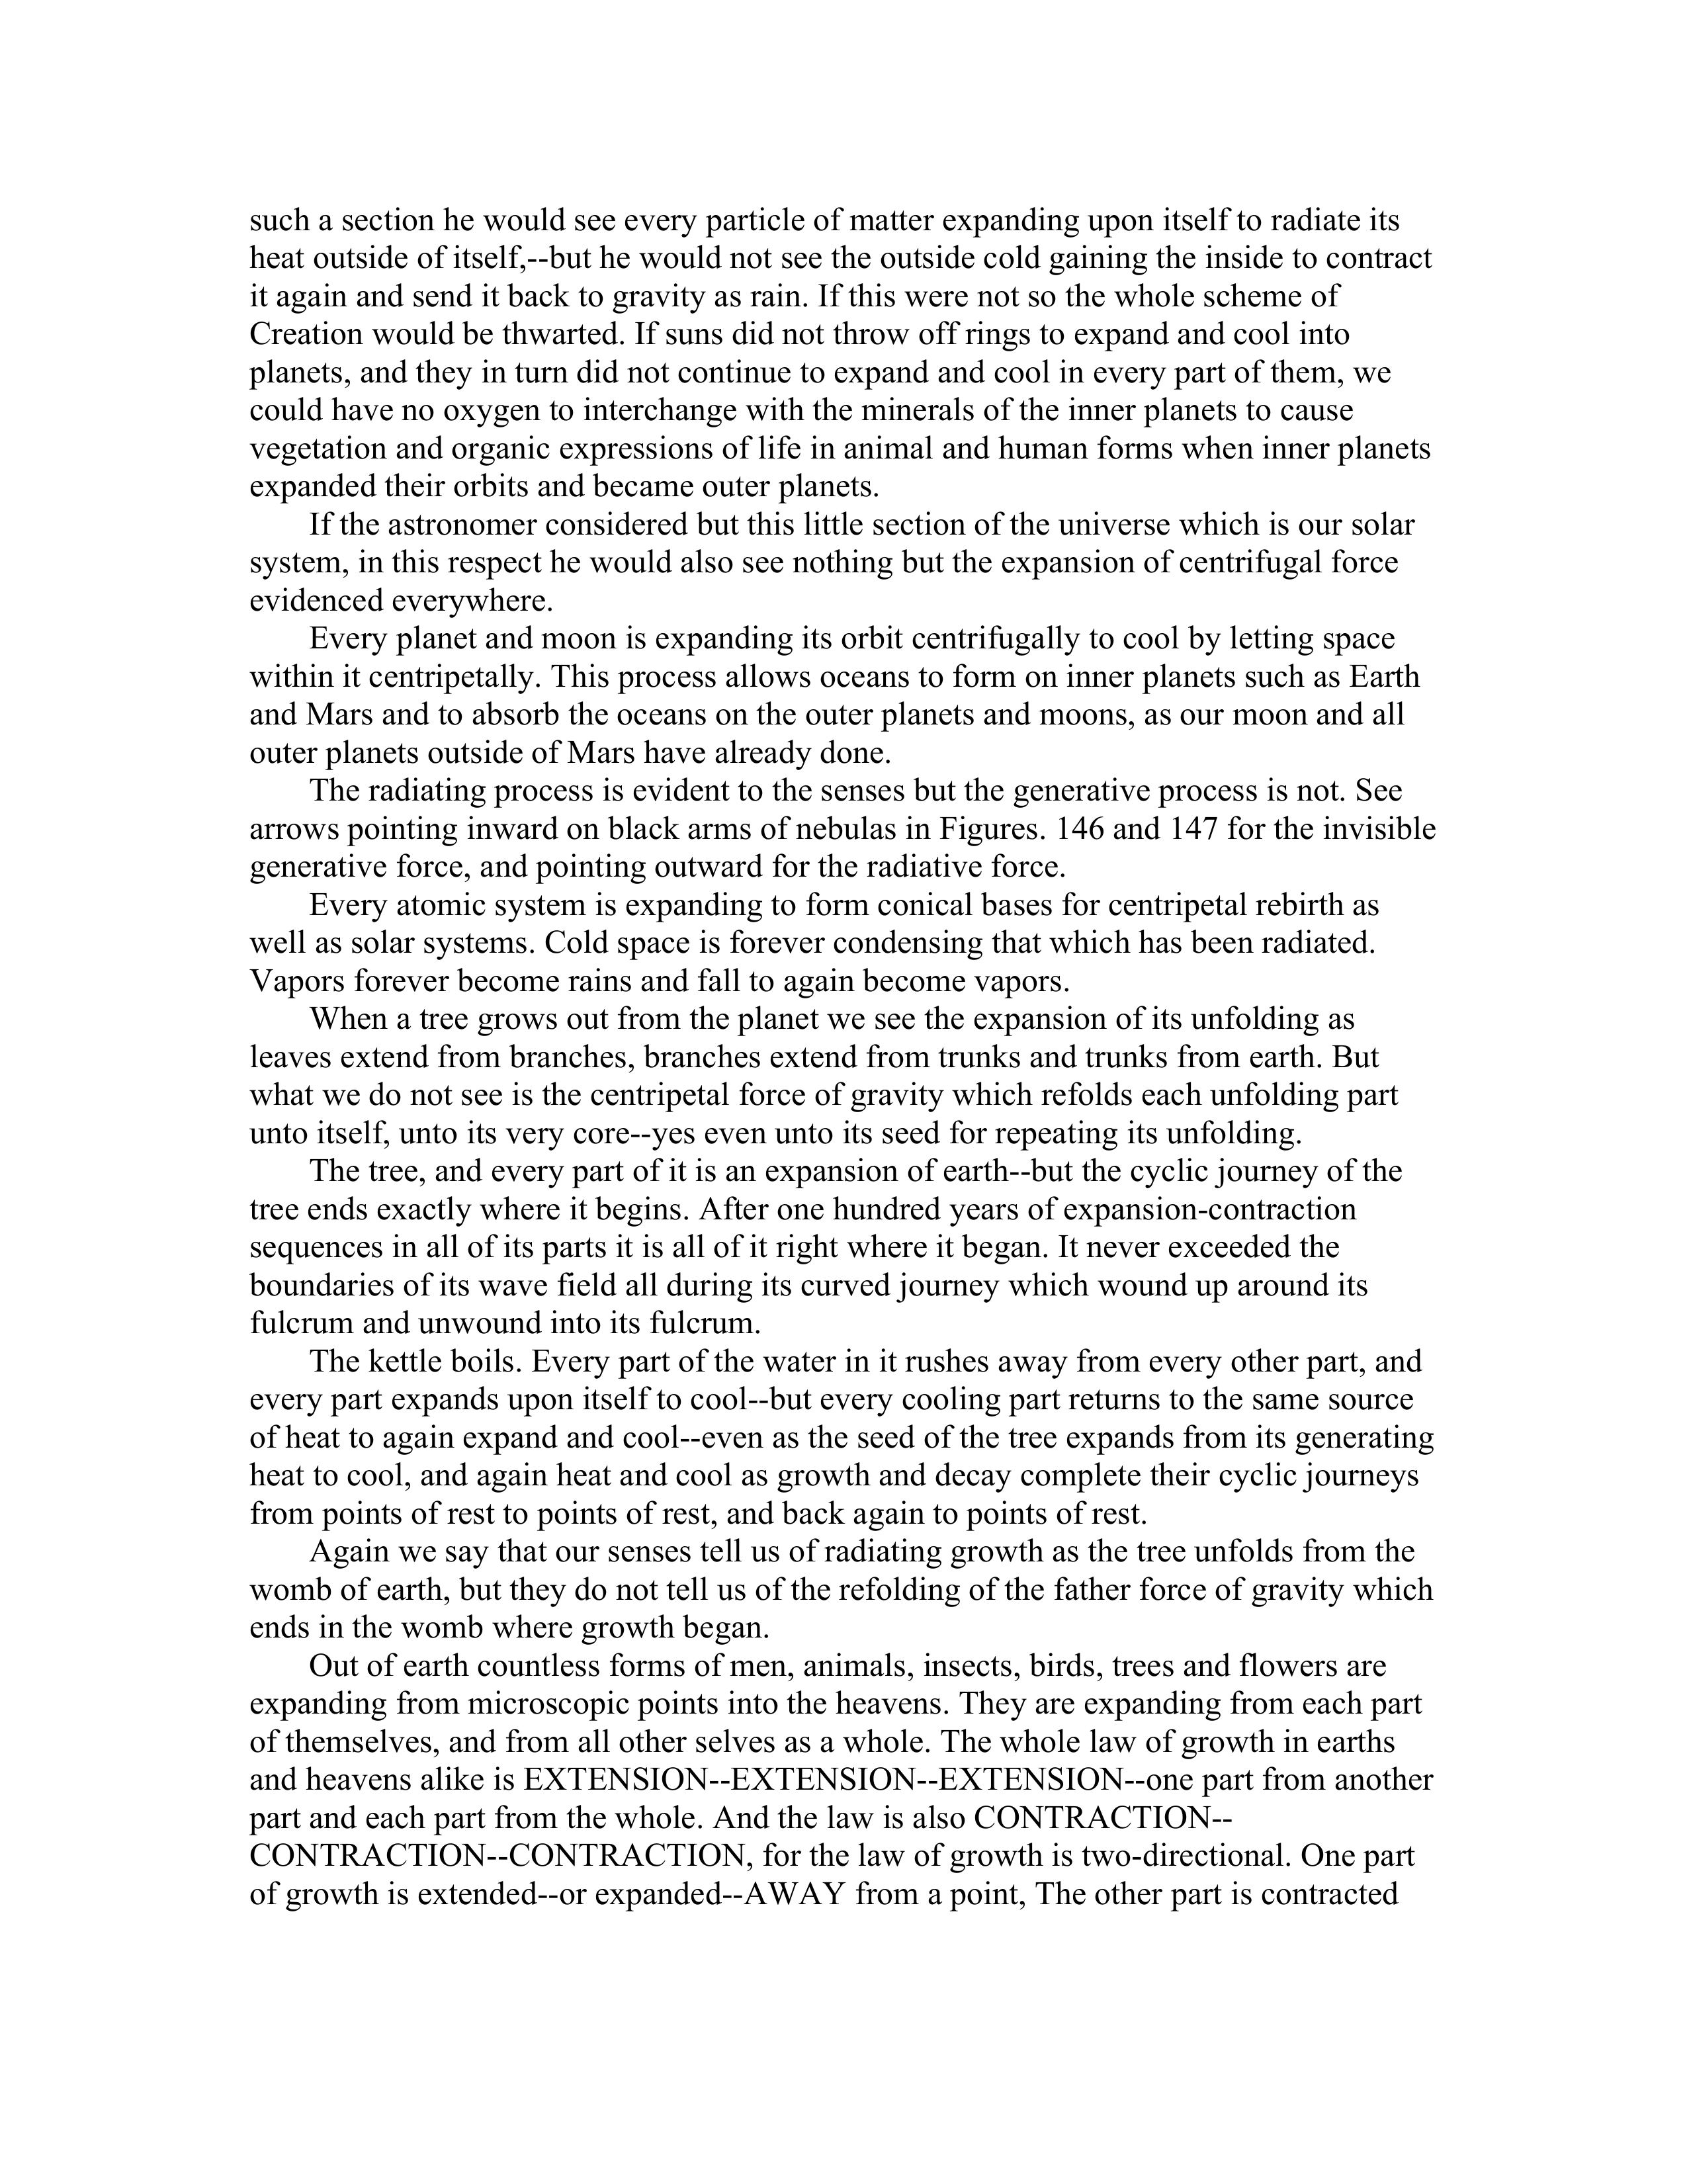 such a section he would see every particle of matter expanding upon itself to radiate its
heat outside of itself,--but he would not see the outside cold gaining the inside to contract
it again and send it back to gravity as rain. If this were not so the whole scheme of
Creation would be thwarted. If suns did not throw off rings to expand and cool into
planets, and they in turn did not continue to expand and cool in every part of them, we
could have no oxygen to interchange with the minerals of the inner planets to cause
vegetation and organic expressions of life in animal and human forms when inner planets
expanded their orbits and became outer planets.
If the astronomer considered but this little section of the universe which is our solar
system, in this respect he would also see nothing but the expansion of centrifugal force
evidenced everywhere.
Every planet and moon is expanding its orbit centrifugally to cool by letting space
within it centripetally. This process allows oceans to form on inner planets such as Earth
and Mars and to absorb the oceans on the outer planets and moons, as our moon and all
outer planets outside of Mars have already done.
The radiating process is evident to the senses but the generative process is not. See
arrows pointing inward on black arms of nebulas in Figures. 146 and 147 for the invisible
generative force, and pointing outward for the radiative force.
Every atomic system is expanding to form conical bases for centripetal rebirth as
well as solar systems. Cold space is forever condensing that which has been radiated.
Vapors forever become rains and fall to again become vapors.
When a tree grows out from the planet we see the expansion of its unfolding as
leaves extend from branches, branches extend from trunks and trunks from earth. But
what we do not see is the centripetal force of gravity which refolds each unfolding part
unto itself, unto its very core--yes even unto its seed for repeating its unfolding.
The tree, and every part of it is an expansion of earth--but the cyclic journey of the
tree ends exactly where it begins. After one hundred years of expansion-contraction
sequences in all of its parts it is all of it right where it began. It never exceeded the
boundaries of its wave field all during its curved journey which wound up around its
fulcrum and unwound into its fulcrum.
The kettle boils. Every part of the water in it rushes away from every other part, and
every part expands upon itself to cool--but every cooling part returns to the same source
of heat to again expand and cool--even as the seed of the tree expands from its generating
heat to cool, and again heat and cool as growth and decay complete their cyclic journeys
from points of rest to points of rest, and back again to points of rest.
Again we say that our senses tell us of radiating growth as the tree unfolds from the
womb of earth, but they do not tell us of the refolding of the father force of gravity which
ends in the womb where growth began.
Out of earth countless forms of men, animals, insects, birds, trees and flowers are
expanding from microscopic points into the heavens. They are expanding from each part
of themselves, and from all other selves as a whole. The whole law of growth in earths
and heavens alike is EXTENSION--EXTENSION--EXTENSION--one part from another
part and each part from the whole. And the law is also CONTRACTION--
CONTRACTION--CONTRACTION, for the law of growth is two-directional. One part
of growth is extended--or expanded--AWAY from a point, The other part is contracted